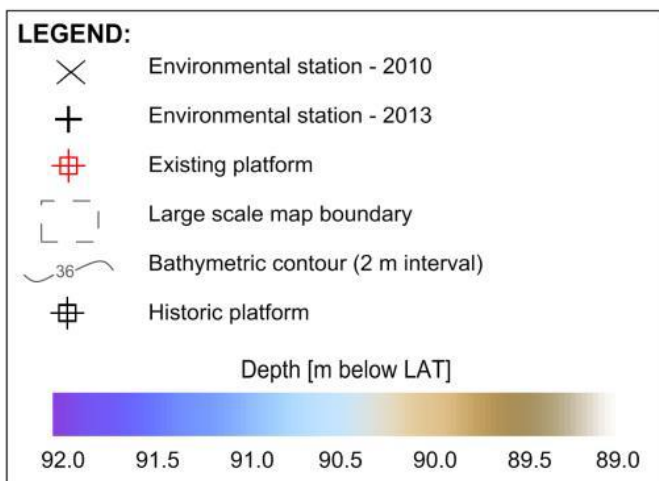 LEGEND:
Environmental station - 2010
Environmental station - 2013
Existing platform
Large scale map boundary
36 Bathymetric contour (2 m interval)
Historic platform
Depth [m below LAT]
92.0 91.5 91.0 90.5 90.0 89.5 89.0